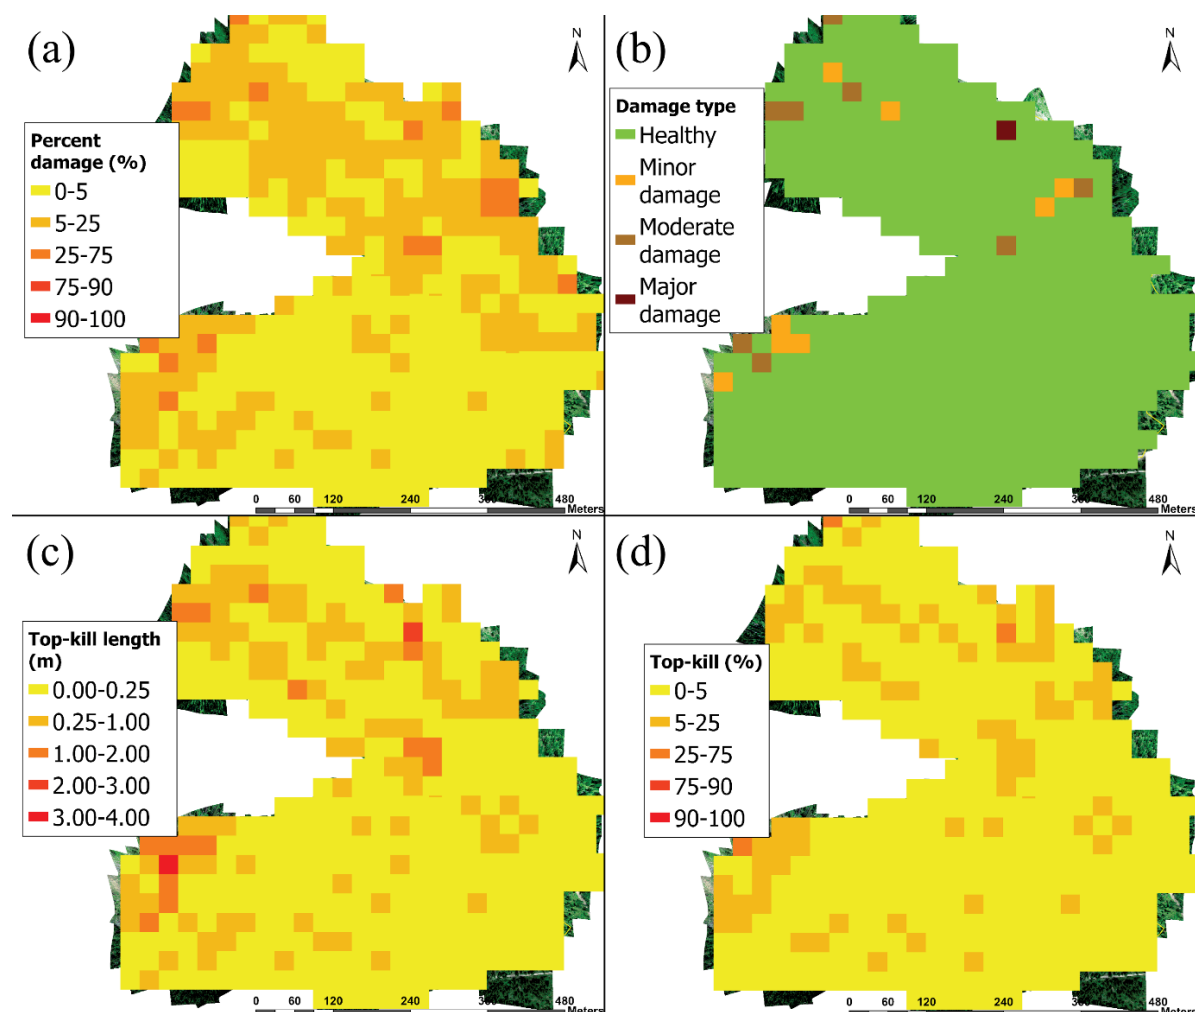 (a)
N
Percent
damage (%)
0-5
5-25
25-75
75-90
90-100
0 60 120 240 480
Meters
(b)
N
Damage type
Healthy
Minor
damage
Moderate
damage
Major
damage
0 60 120 240 480
Meters
(c)
N
Top-kill length
(m)
0.00-0.25
0.25-1.00
1.00-2.00
2.00-3.00
3.00-4.00
0 60 120 240 480
Meters
(d)
N
Top-kill (%)
0-5
5-25
25-75
75-90
90-100
0 60 120 240 480
Meters